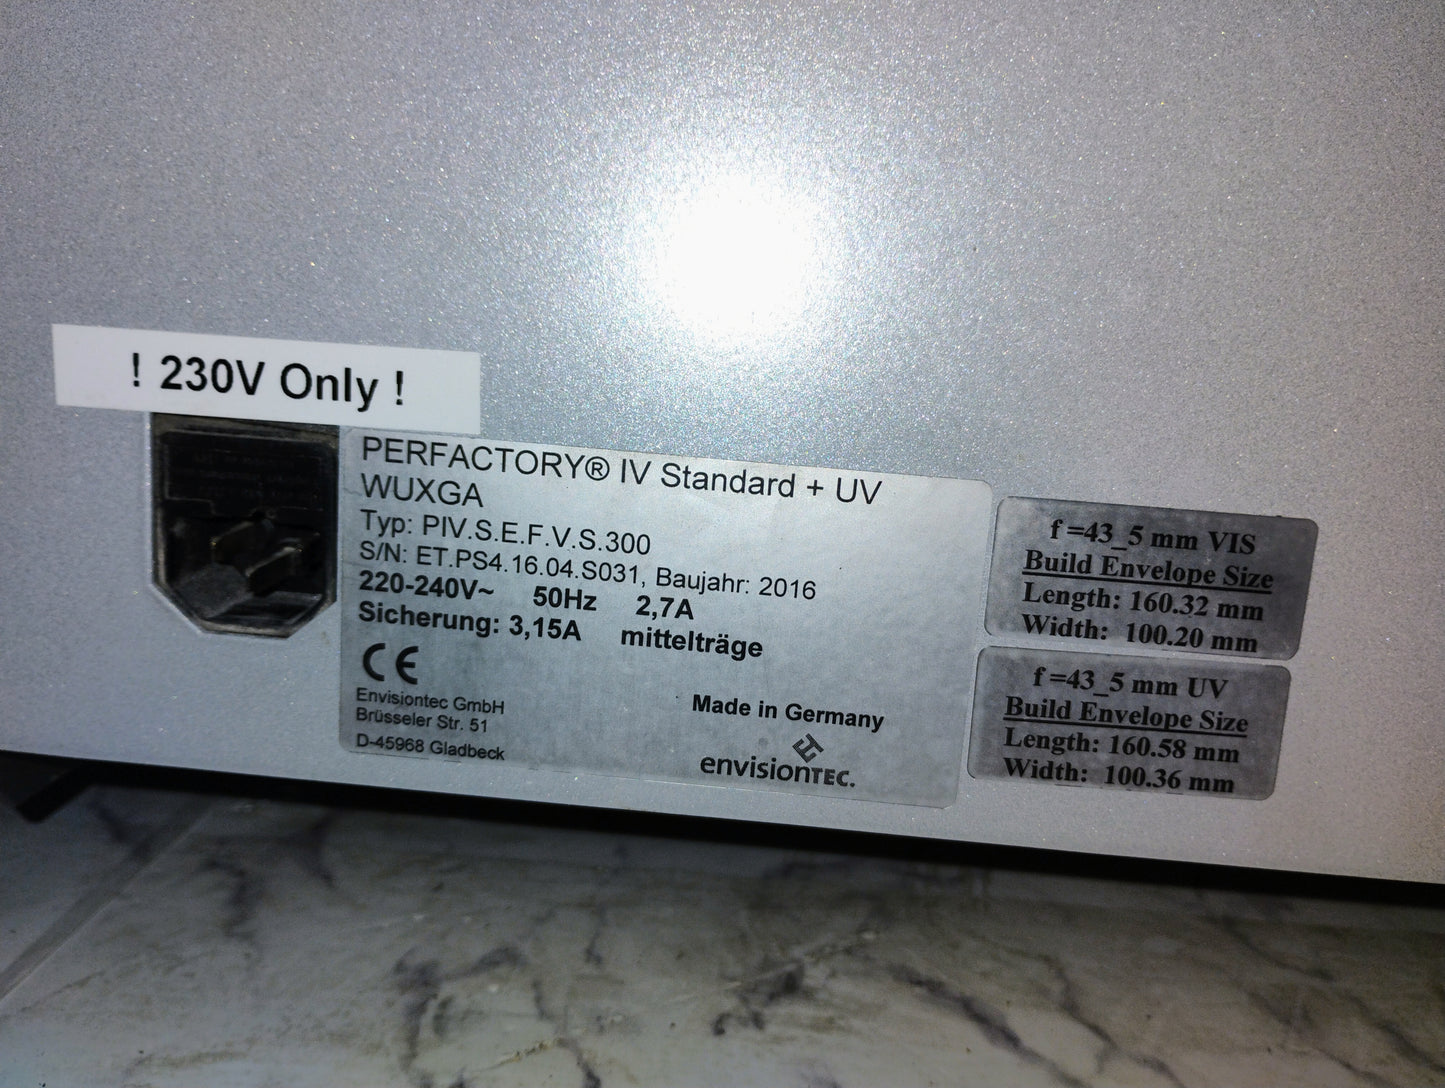 ! 230V Only !
PERFACTORY® IV Standard + UV
WUXGA
Typ: PIV.S.E.F.V.S.300
S/N: ET.PS4.16.04.S031, Baujahr: 2016
220-240V~ 50Hz 2,7A
Sicherung: 3,15A mittelträge
CE
Envisiontec GmbH
Brüsseler Str. 51
D-45968 Gladbeck
Made in Germany
envisionTEC.
f =43_5 mm VIS
Build Envelope Size
Length: 160.32 mm
Width: 100.20 mm
f =43_5 mm UV
Build Envelope Size
Length: 160.58 mm
Width: 100.36 mm